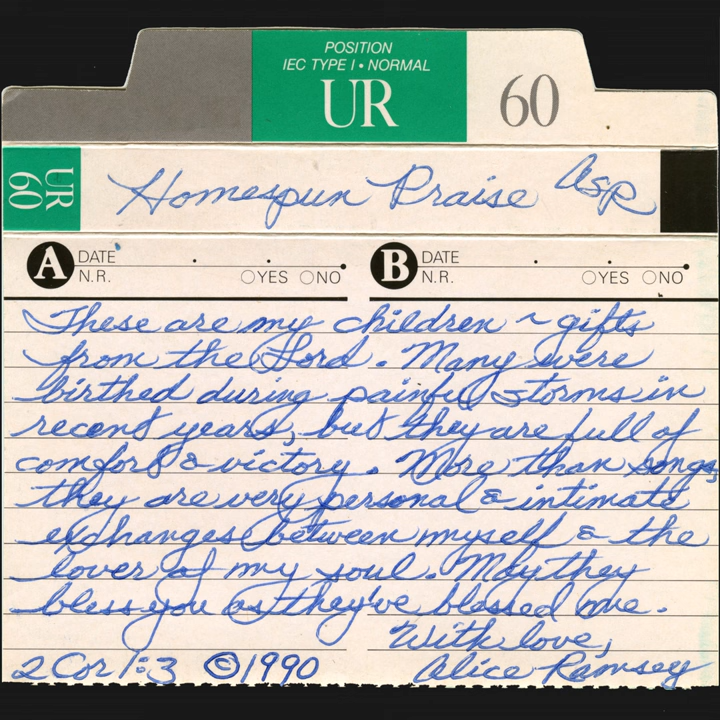 POSITION
IEC TYPE I • NORMAL
UR
60
UR
60
Homespun Praise
A DATE
N.R. ○YES ○NO
B DATE
N.R. ○YES ○NO
These are my children ~ gifts
from the Lord. Many were
birthed during painful storms in
recent years, but they are full of
comfort & victory. More than songs,
they are very personal & intimate
exchanges between myself & the
lover of my soul. May they
bless you as they've blessed me.
With love,
2 Cor 1:3 ©1990 Alice Ramsey